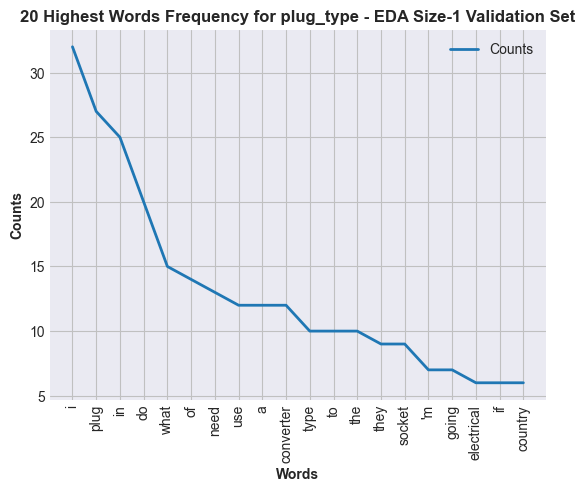 20 Highest Words Frequency for plug_type - EDA Size-1 Validation Set
Counts
30
25
20
15
10
5
Counts
i
plug
in
do
what
of
need
use
a
converter
type
to
the
they
socket
'm
going
electrical
if
country
Words